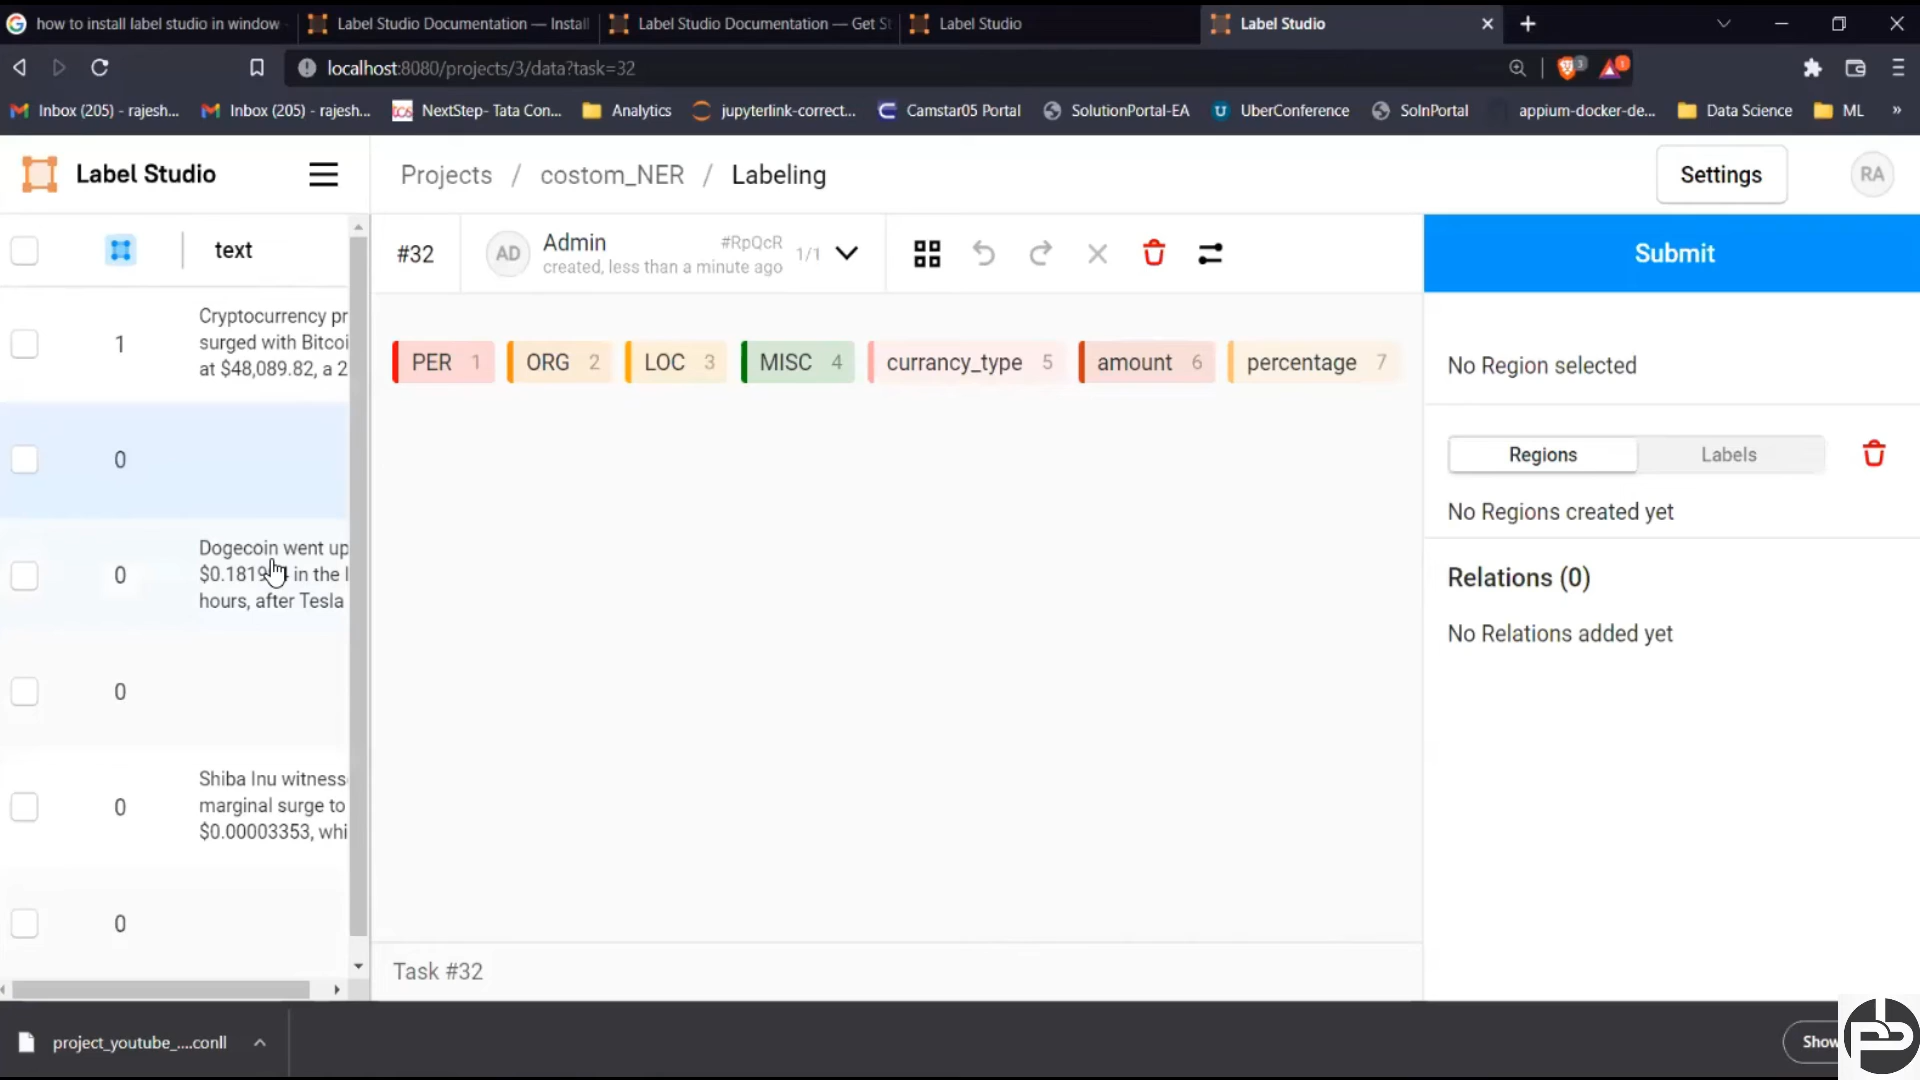 how to install label studio in window
Label Studio Documentation — Install
Label Studio Documentation — Get St
Label Studio
Label Studio
localhost:8080/projects/3/data?task=32
3
1
Inbox (205) - rajesh...
Inbox (205) - rajesh...
NextStep- Tata Con...
Analytics
jupyterlink-correct...
Camstar05 Portal
SolutionPortal-EA
UberConference
SolnPortal
appium-docker-de...
Data Science
ML
»
Label Studio
Projects / costom_NER / Labeling
Settings
RA
text
#32
AD
Admin
#RpQcR
created, less than a minute ago
1/1
Submit
1
Cryptocurrency pr
surged with Bitcoi
at $48,089.82, a 2
PER 1
ORG 2
LOC 3
MISC 4
currancy_type 5
amount 6
percentage 7
No Region selected
Regions
Labels
No Regions created yet
Relations (0)
No Relations added yet
0
0
Dogecoin went up
in the l
hours, after Tesla
0
0
Shiba Inu witness
marginal surge to
$0.00003353, whi
0
Task #32
project_youtube_....conll
Show